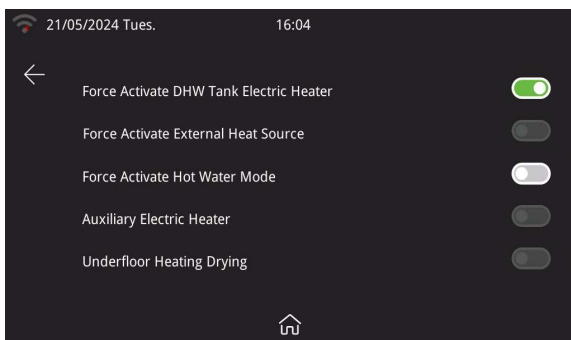 21/05/2024 Tues. 16:04
Force Activate DHW Tank Electric Heater
Force Activate External Heat Source
Force Activate Hot Water Mode
Auxiliary Electric Heater
Underfloor Heating Drying